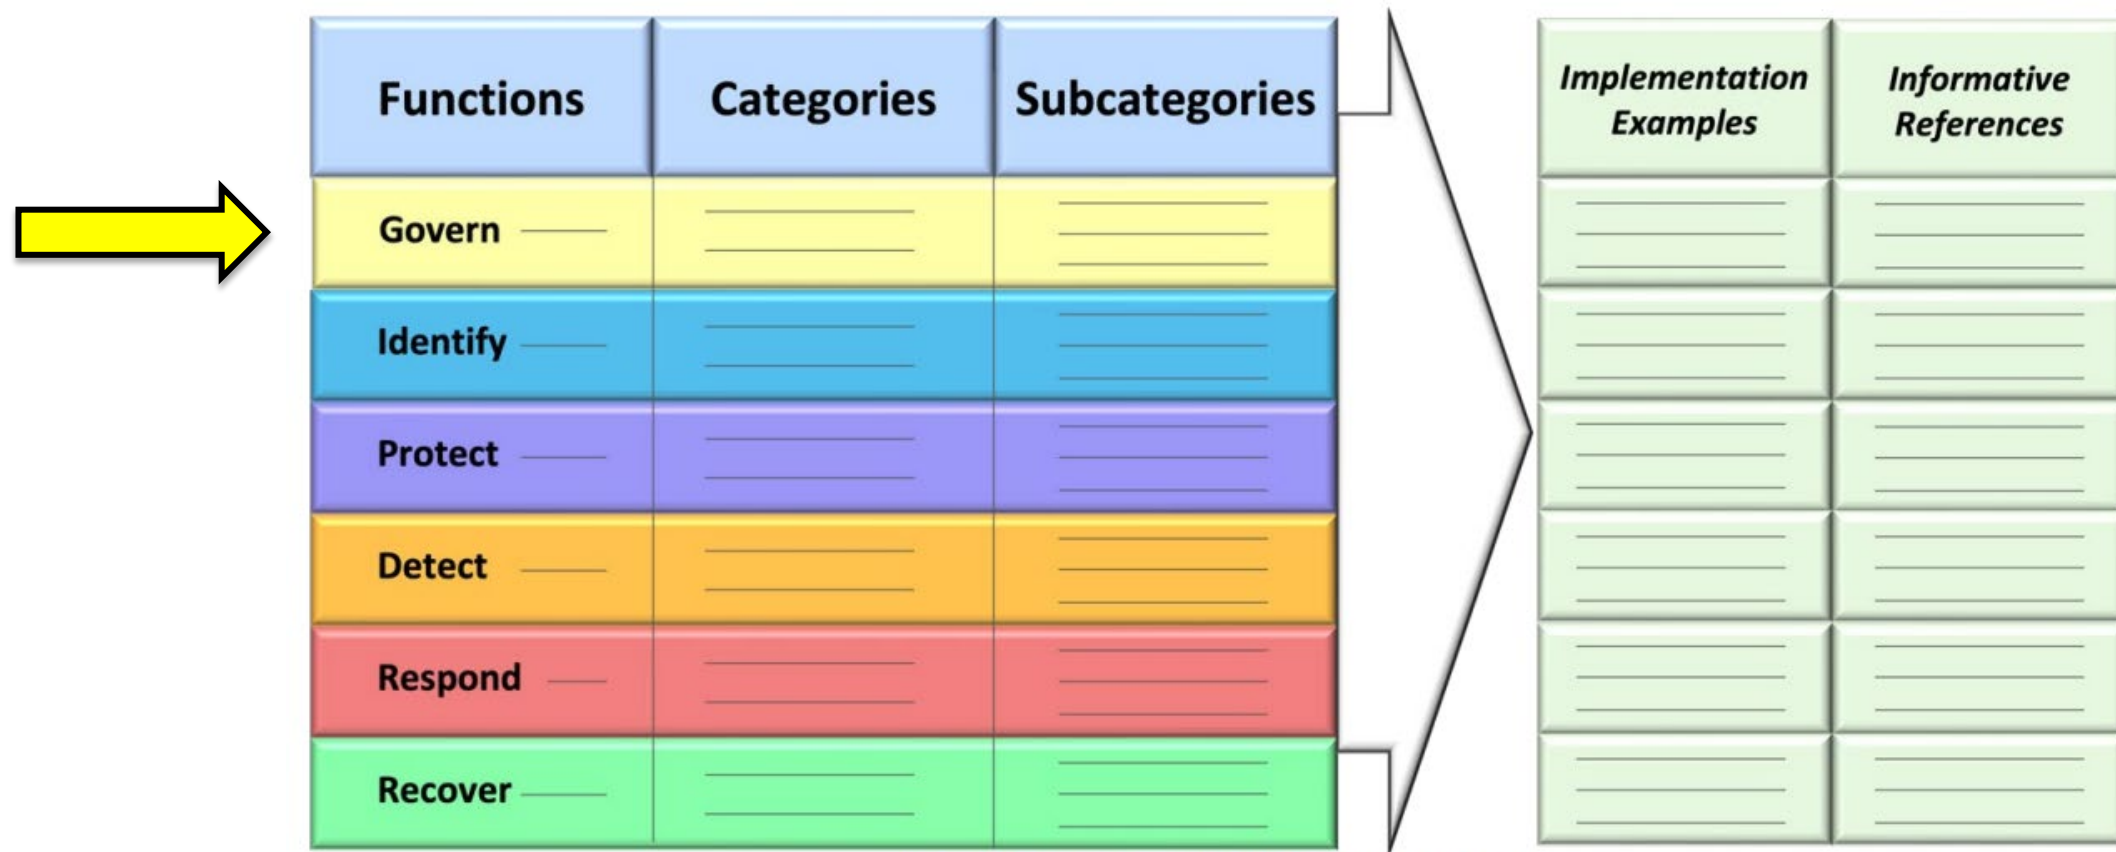 Functions
Categories
Subcategories
Implementation
Examples
Informative
References
Govern
Identify
Protect
Detect
Respond
Recover